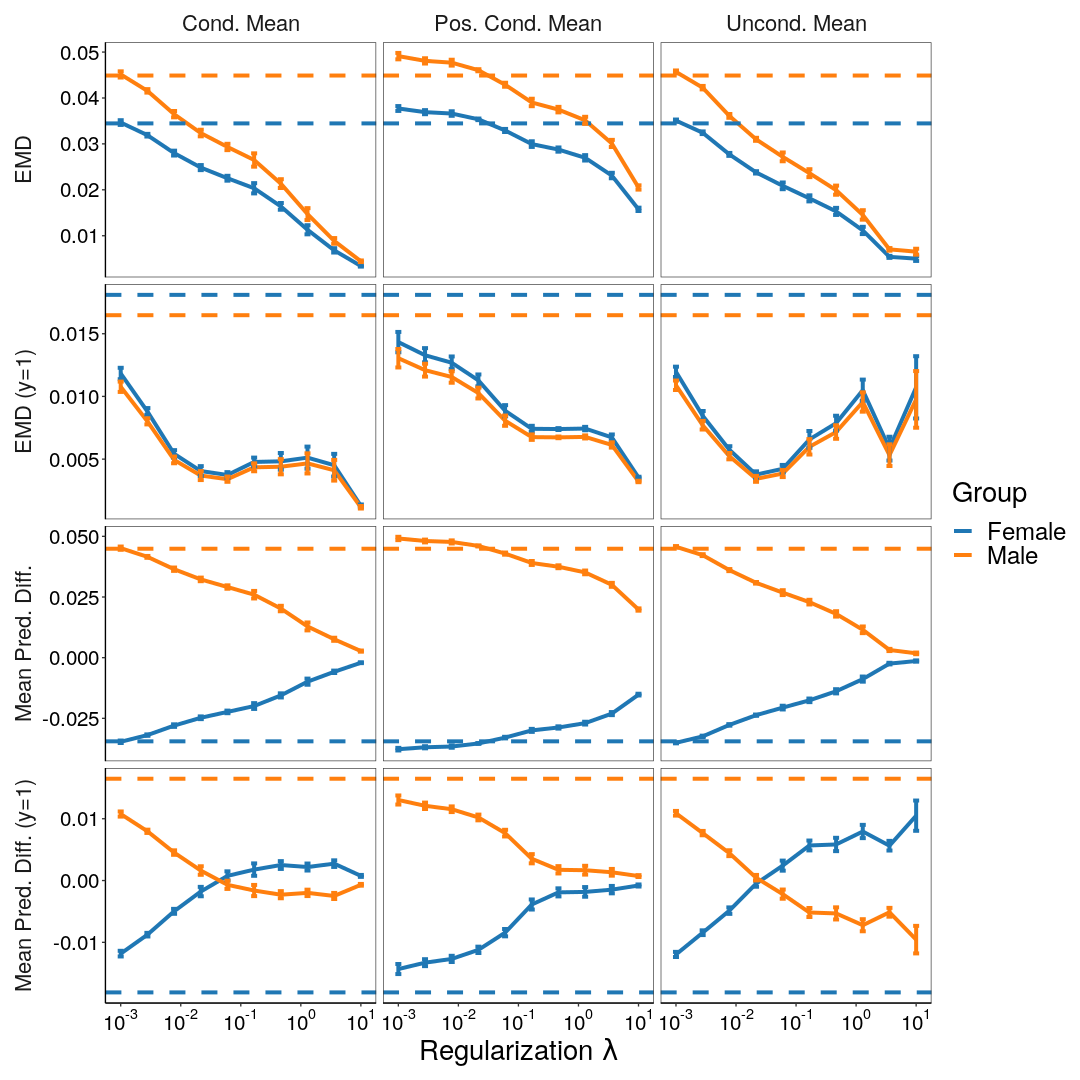 Cond. Mean Pos. Cond. Mean Uncond. Mean
EMD
0.05
0.04
0.03
0.02
0.01
EMD (y=1)
0.015
0.010
0.005
Mean Pred. Diff.
0.050
0.025
0.000
-0.025
Mean Pred. Diff. (y=1)
0.01
0.00
-0.01
10⁻³ 10⁻² 10⁻¹ 10⁰ 10¹ 10⁻³ 10⁻² 10⁻¹ 10⁰ 10⁻³ 10⁻² 10⁻¹ 10⁰ 10¹
Regularization λ
Group
Female
Male